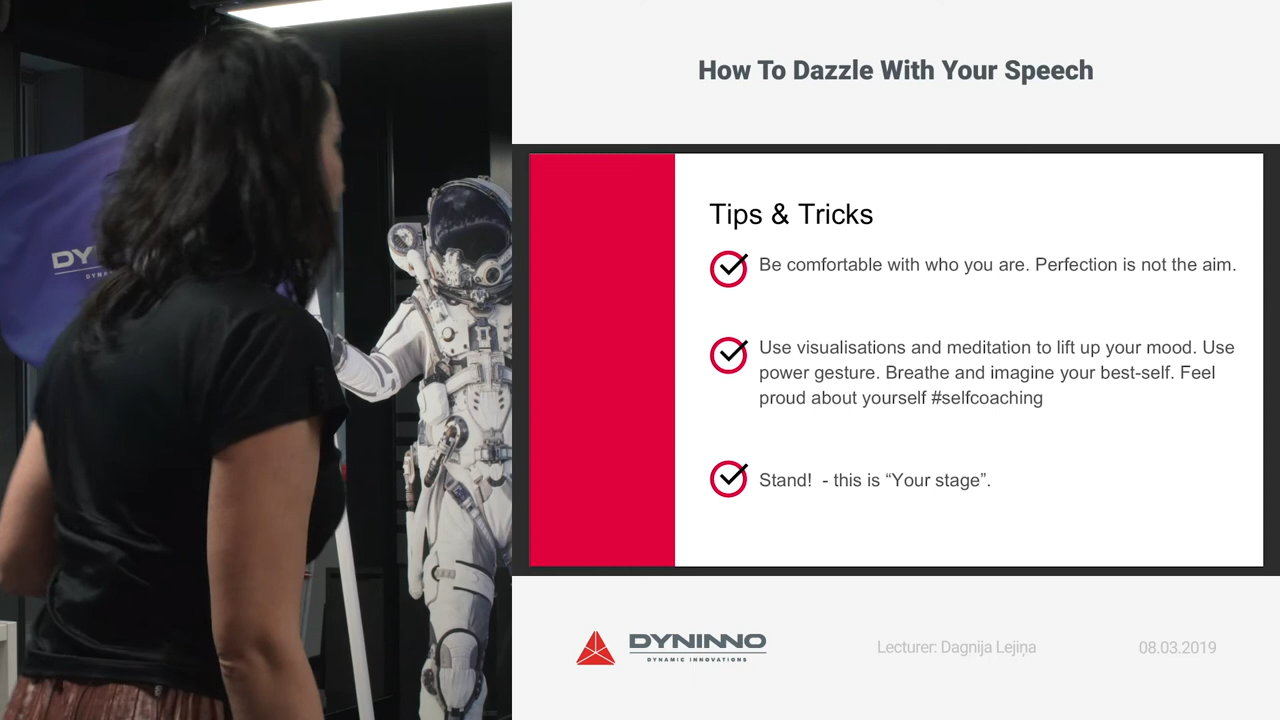 How To Dazzle With Your Speech
Tips & Tricks
Be comfortable with who you are. Perfection is not the aim.
Use visualisations and meditation to lift up your mood. Use
power gesture. Breathe and imagine your best-self. Feel
proud about yourself #selfcoaching
Stand!  - this is “Your stage”.
DY
DYNA
DYNINNO
DYNAMIC INNOVATIONS
Lecturer: Dagnija Lejiņa
08.03.2019